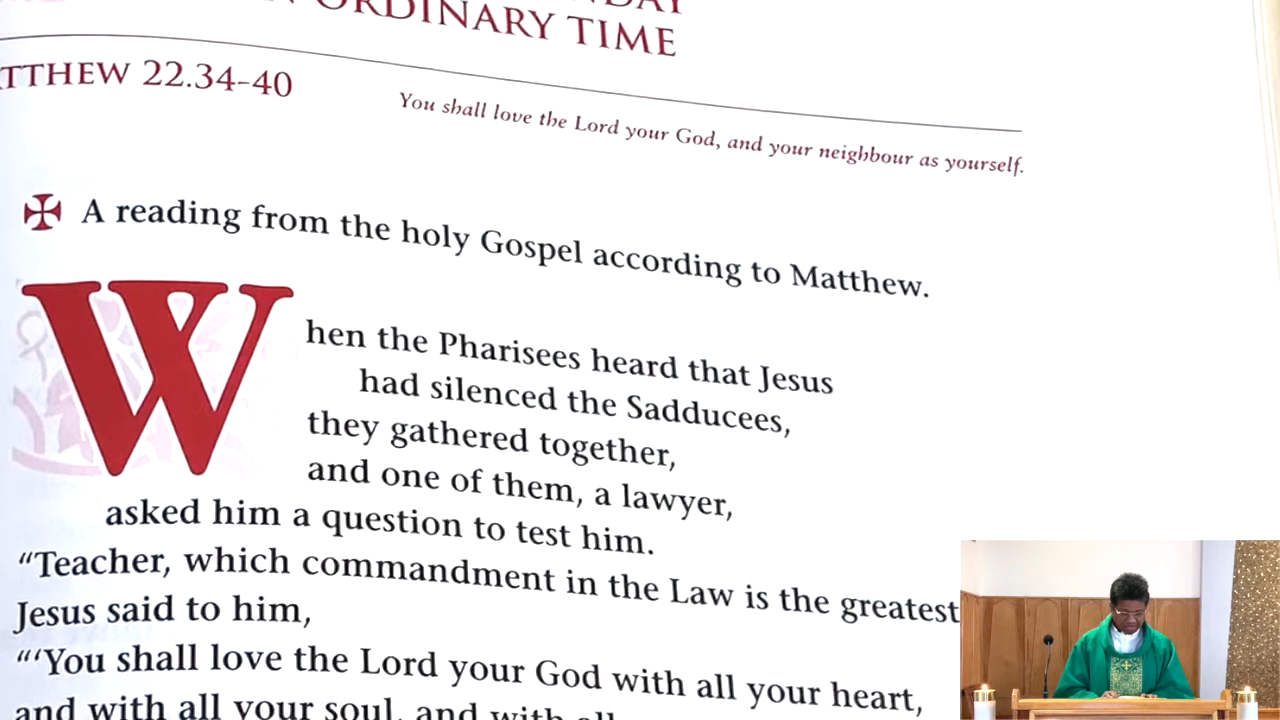 ORDINARY TIME
TTHEW 22.34-40
You shall love the Lord your God, and your neighbour as yourself.
A reading from the holy Gospel according to Matthew.
When the Pharisees heard that Jesus
had silenced the Sadducees,
they gathered together,
and one of them, a lawyer,
asked him a question to test him.
“Teacher, which commandment in the Law is the greatest
Jesus said to him,
“‘You shall love the Lord your God with all your heart,
and with all your soul, and with all